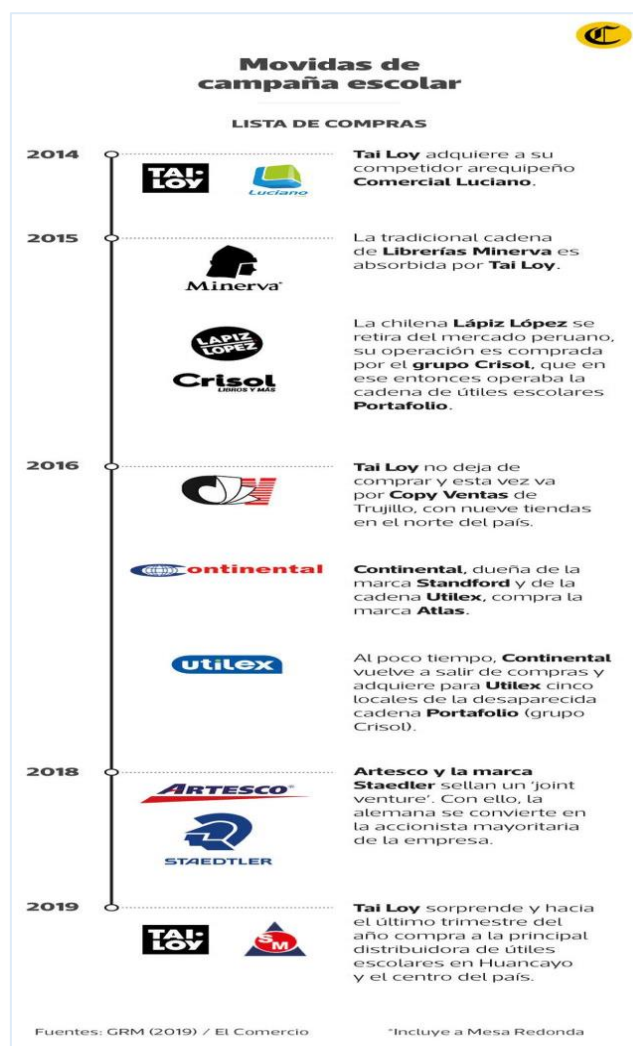 C
Movidas de
campaña escolar
LISTA DE COMPRAS
2014
TAI
LOY
Luciano
Tai Loy adquiere a su
competidor arequipeño
Comercial Luciano.
2015
Minerva
La tradicional cadena
de Librerías Minerva es
absorbida por Tai Loy.
LÁPIZ
LÓPEZ
Crisol
LIBROS Y MÁS
La chilena Lápiz López se
retira del mercado peruano,
su operación es comprada
por el grupo Crisol, que en
ese entonces operaba la
cadena de útiles escolares
Portafolio.
2016
CV
Tai Loy no deja de
comprar y esta vez va
por Copy Ventas de
Trujillo, con nueve tiendas
en el norte del país.
Continental
Continental, dueña de la
marca Standford y de la
cadena Utilex, compra la
marca Atlas.
utilex
Al poco tiempo, Continental
vuelve a salir de compras y
adquiere para Utilex cinco
locales de la desaparecida
cadena Portafolio (grupo
Crisol).
2018
ARTESCO
STAEDTLER
Artesco y la marca
Staedler sellan un 'joint
venture'. Con ello, la
alemana se convierte en
la accionista mayoritaria
de la empresa.
2019
TAI
LOY
SM
Tai Loy sorprende y hacia
el último trimestre del
año compra a la principal
distribuidora de útiles
escolares en Huancayo
y el centro del país.
Fuentes: GRM (2019) / El Comercio
*Incluye a Mesa Redonda